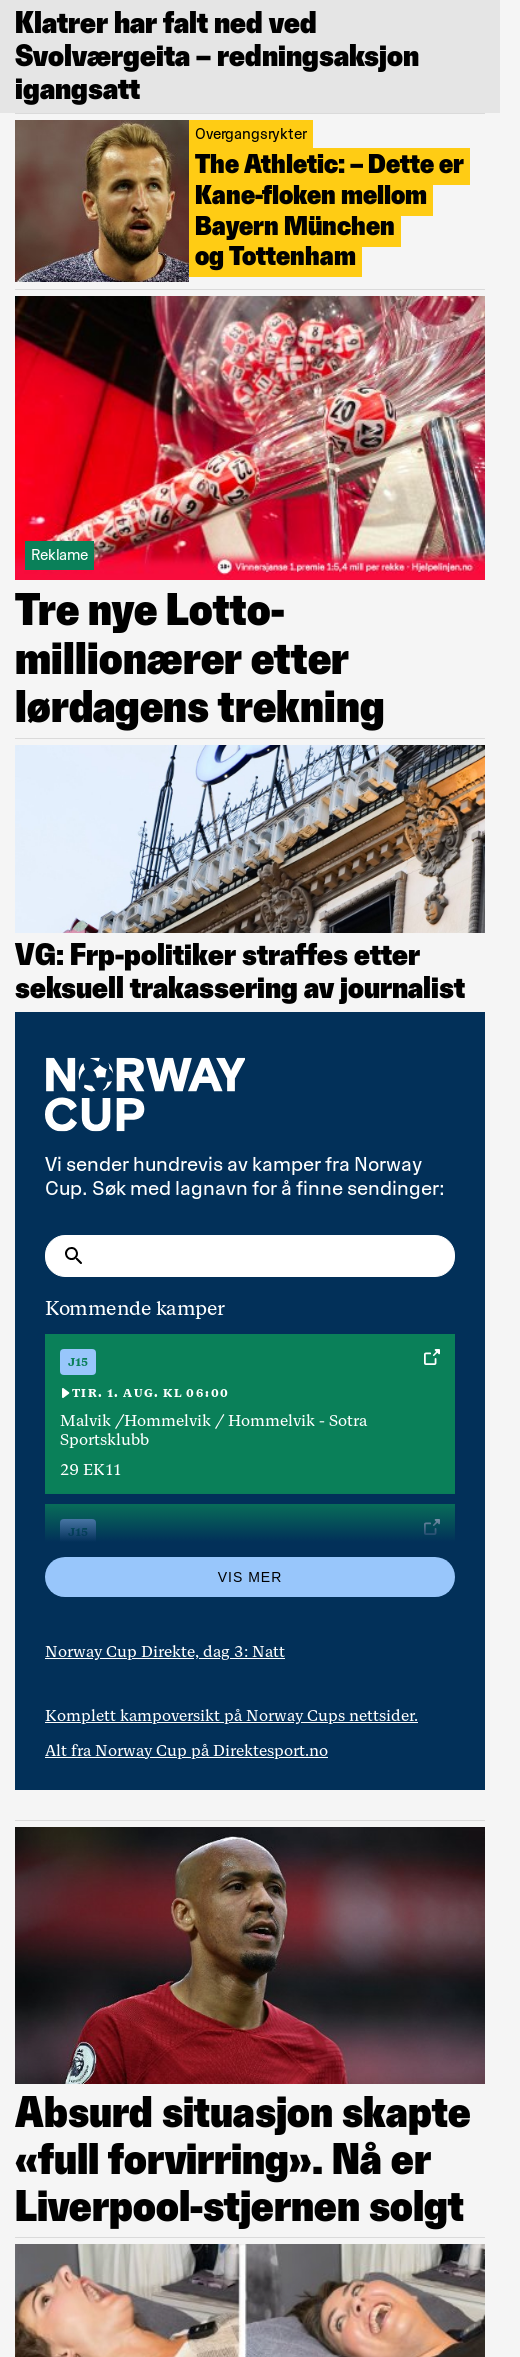 Klatrer har falt ned ved
Svolværgeita – redningsaksjon
igangsatt
Overgangsrykter
The Athletic: – Dette er
Kane-floken mellom
Bayern München
og Tottenham
Reklame
18+ Vinnersjanse 1.premie 1:5,4 mill per rekke · Hjelpelinjen.no
Tre nye Lotto-
millionærer etter
lørdagens trekning
VG: Frp-politiker straffes etter
seksuell trakassering av journalist
NORWAY
CUP
Vi sender hundrevis av kamper fra Norway
Cup. Søk med lagnavn for å finne sendinger:
Kommende kamper
J15
TIR. 1. AUG. KL 06:00
Malvik /Hommelvik / Hommelvik - Sotra
Sportsklubb
29 EK11
J15
VIS MER
Norway Cup Direkte, dag 3: Natt
Komplett kampoversikt på Norway Cups nettsider.
Alt fra Norway Cup på Direktesport.no
Absurd situasjon skapte
«full forvirring». Nå er
Liverpool-stjernen solgt